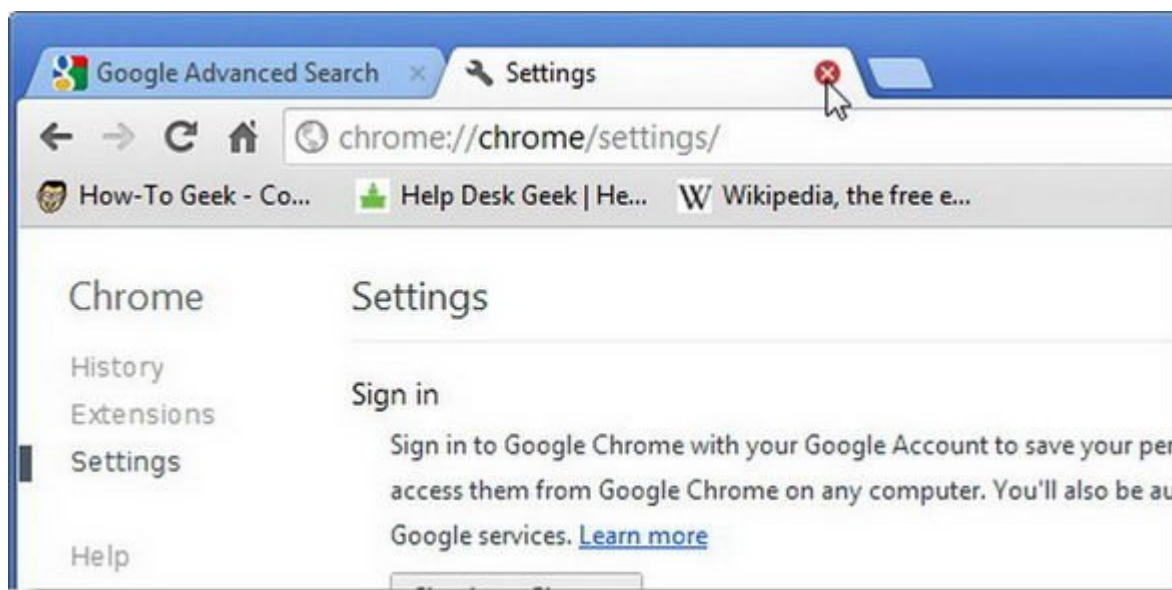 Google Advanced Search Settings
chrome://chrome/settings/
How-To Geek - Co... Help Desk Geek | He... W Wikipedia, the free e...
Chrome
History
Extensions
Settings
Help
Settings
Sign in
Sign in to Google Chrome with your Google Account to save your per
access them from Google Chrome on any computer. You'll also be au
Google services. Learn more